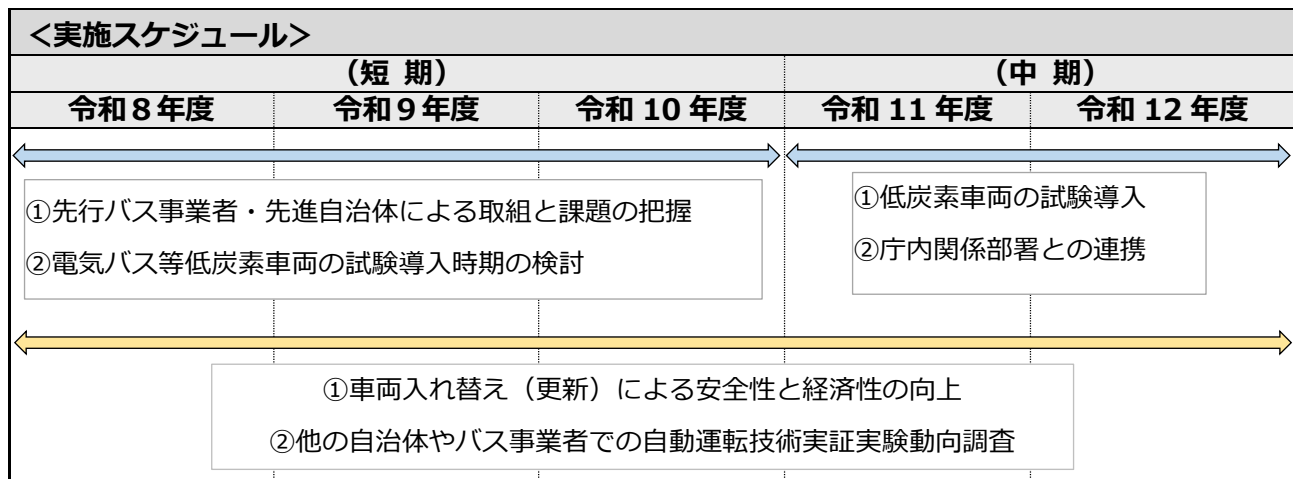 ＜実施スケジュール＞
（短 期） （中 期）
令和８年度 令和９年度 令和 10 年度 令和 11 年度 令和 12 年度
①先行バス事業者・先進自治体による取組と課題の把握
②電気バス等低炭素車両の試験導入時期の検討
①低炭素車両の試験導入
②庁内関係部署との連携
①車両入れ替え（更新）による安全性と経済性の向上
②他の自治体やバス事業者での自動運転技術実証実験動向調査